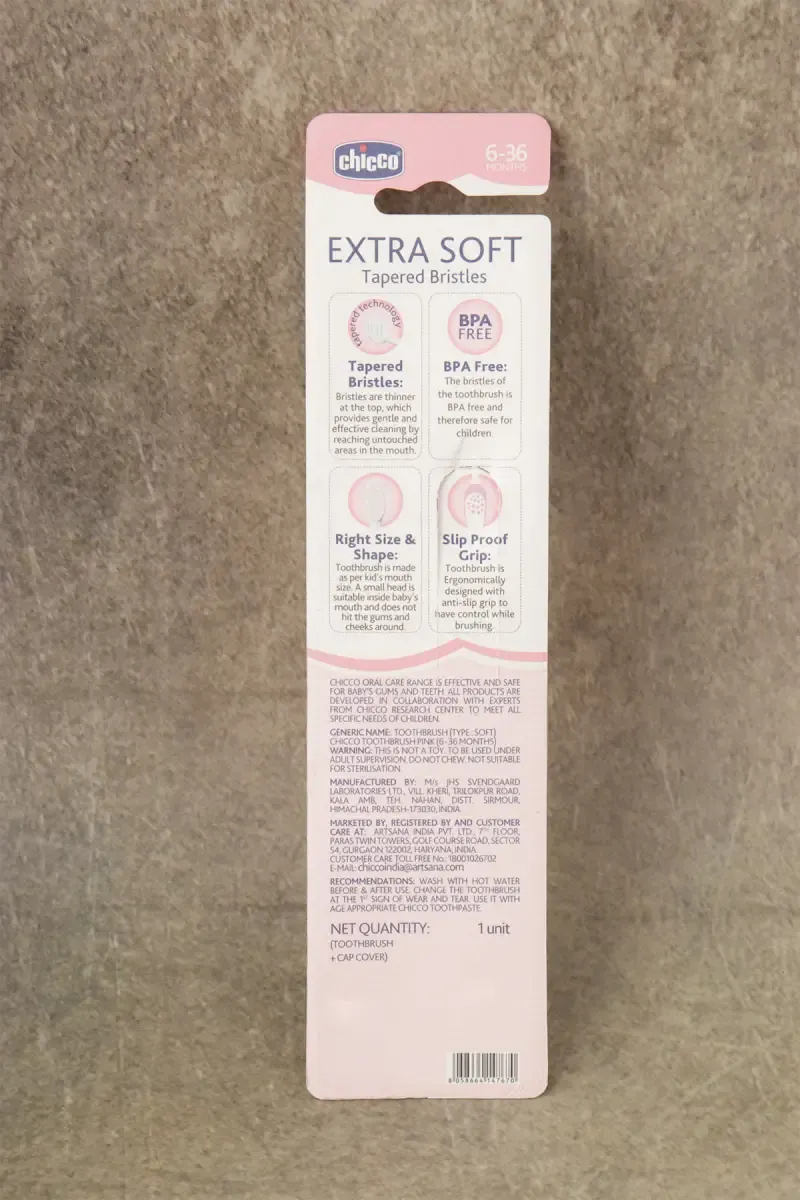 chicco
6-36
MONTHS
EXTRA SOFT
Tapered Bristles
tapered technology
Tapered
Bristles:
Bristles are thinner
at the top, which
provides gentle and
effective cleaning by
reaching untouched
areas in the mouth.
BPA
FREE
BPA Free:
The bristles of
the toothbrush is
BPA free and
therefore safe for
children.
Right Size &
Shape:
Toothbrush is made
as per kid's mouth
size. A small head is
suitable inside baby's
mouth and does not
hit the gums and
cheeks around.
Slip Proof
Grip:
Toothbrush is
Ergonomically
designed with
anti-slip grip to
have control while
brushing.
CHICCO ORAL CARE RANGE IS EFFECTIVE AND SAFE
FOR BABY'S GUMS AND TEETH. ALL PRODUCTS ARE
DEVELOPED IN COLLABORATION WITH EXPERTS
FROM CHICCO RESEARCH CENTER TO MEET ALL
SPECIFIC NEEDS OF CHILDREN.
GENERIC NAME: TOOTHBRUSH (TYPE: SOFT)
CHICCO TOOTHBRUSH PINK (6-36 MONTHS)
WARNING: THIS IS NOT A TOY. TO BE USED UNDER
ADULT SUPERVISION. DO NOT CHEW. NOT SUITABLE
FOR STERILISATION.
MANUFACTURED BY: M/s JHS SVENDGAARD
LABORATORIES LTD., VILL. KHERI, TRILOKPUR ROAD,
KALA AMB, TEH. NAHAN, DISTT. SIRMOUR,
HIMACHAL PRADESH-173030, INDIA.
MARKETED BY, REGISTERED BY AND CUSTOMER
CARE AT: ARTSANA INDIA PVT. LTD., 7TH FLOOR,
PARAS TWIN TOWERS, GOLF COURSE ROAD, SECTOR
54, GURGAON 122002, HARYANA, INDIA.
CUSTOMER CARE TOLL FREE No.: 18001026702
E-MAIL: chiccoindia@artsana.com
RECOMMENDATIONS: WASH WITH HOT WATER
BEFORE & AFTER USE. CHANGE THE TOOTHBRUSH
AT THE 1ST SIGN OF WEAR AND TEAR. USE IT WITH
AGE APPROPRIATE CHICCO TOOTHPASTE.
NET QUANTITY: 1 unit
(TOOTHBRUSH
+ CAP COVER)
8 058664 147670